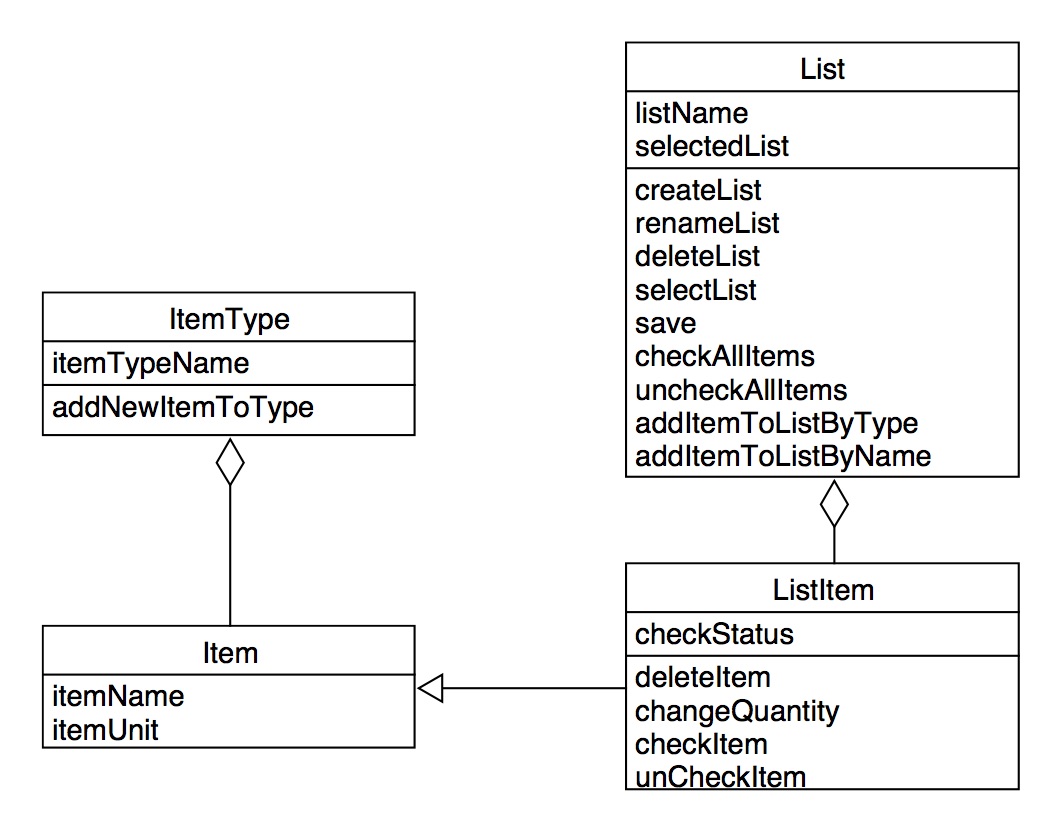 List
listName
selectedList
createList
renameList
deleteList
selectList
save
checkAllItems
uncheckAllItems
addItemToListByType
addItemToListByName
ItemType
itemTypeName
addNewItemToType
Item
itemName
itemUnit
ListItem
checkStatus
deleteItem
changeQuantity
checkItem
unCheckItem